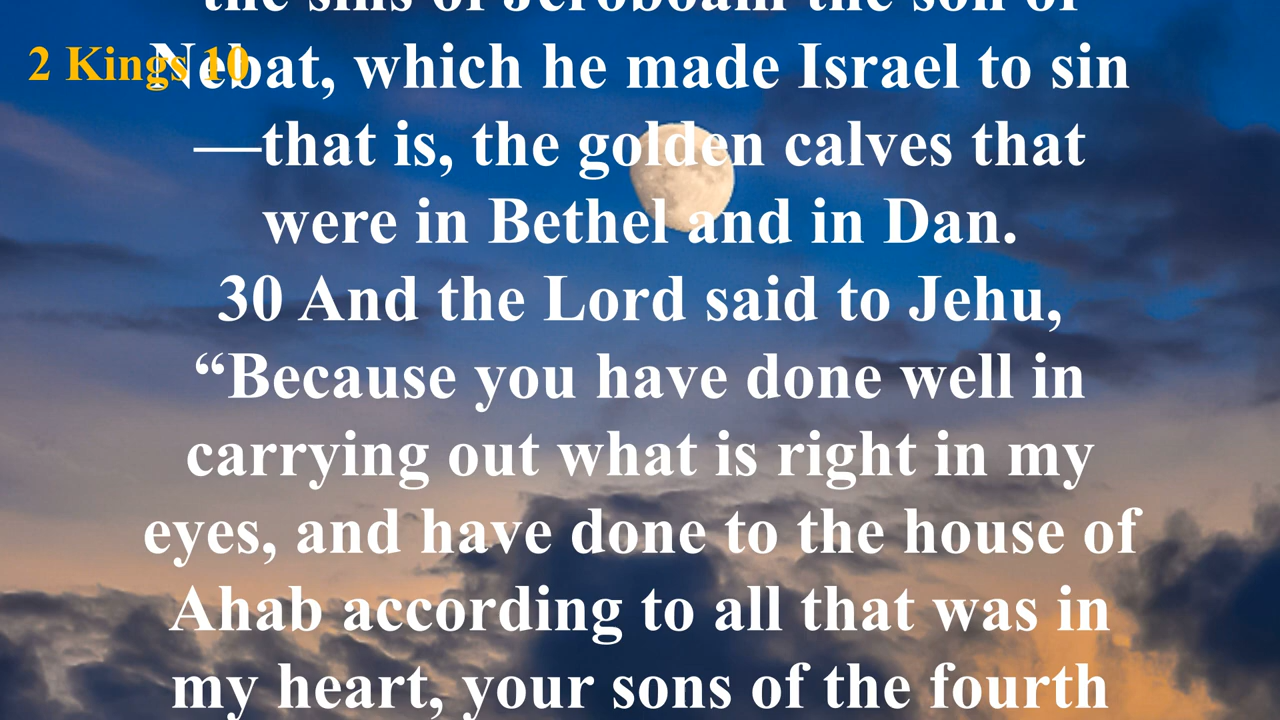 the sins of Jeroboam the son of
2 Kings 10
Nebat, which he made Israel to sin
—that is, the golden calves that
were in Bethel and in Dan.
30 And the Lord said to Jehu,
“Because you have done well in
carrying out what is right in my
eyes, and have done to the house of
Ahab according to all that was in
my heart, your sons of the fourth